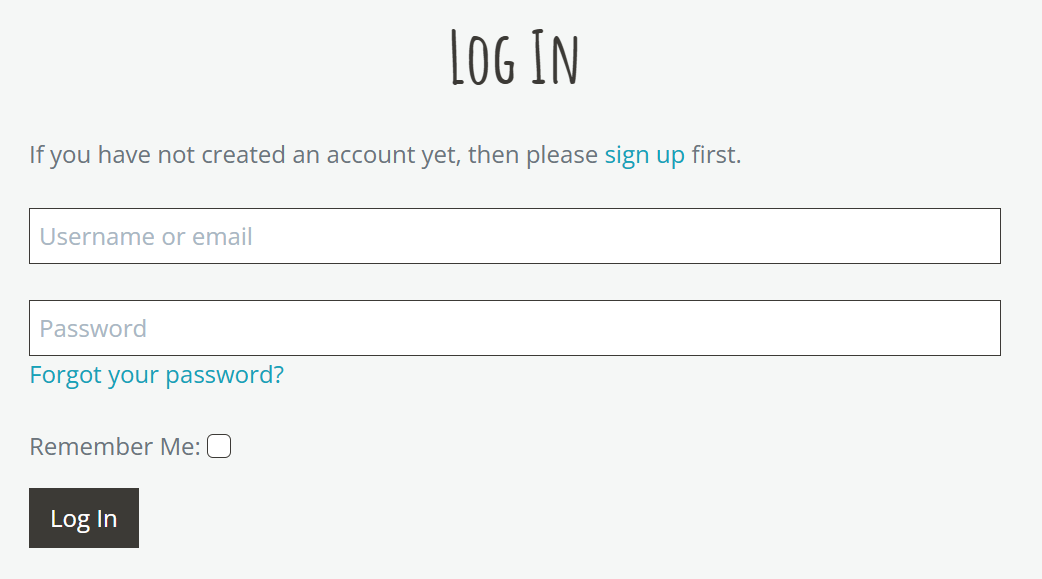 Log In
If you have not created an account yet, then please sign up first.
Username or email
Password
Forgot your password?
Remember Me:
Log In